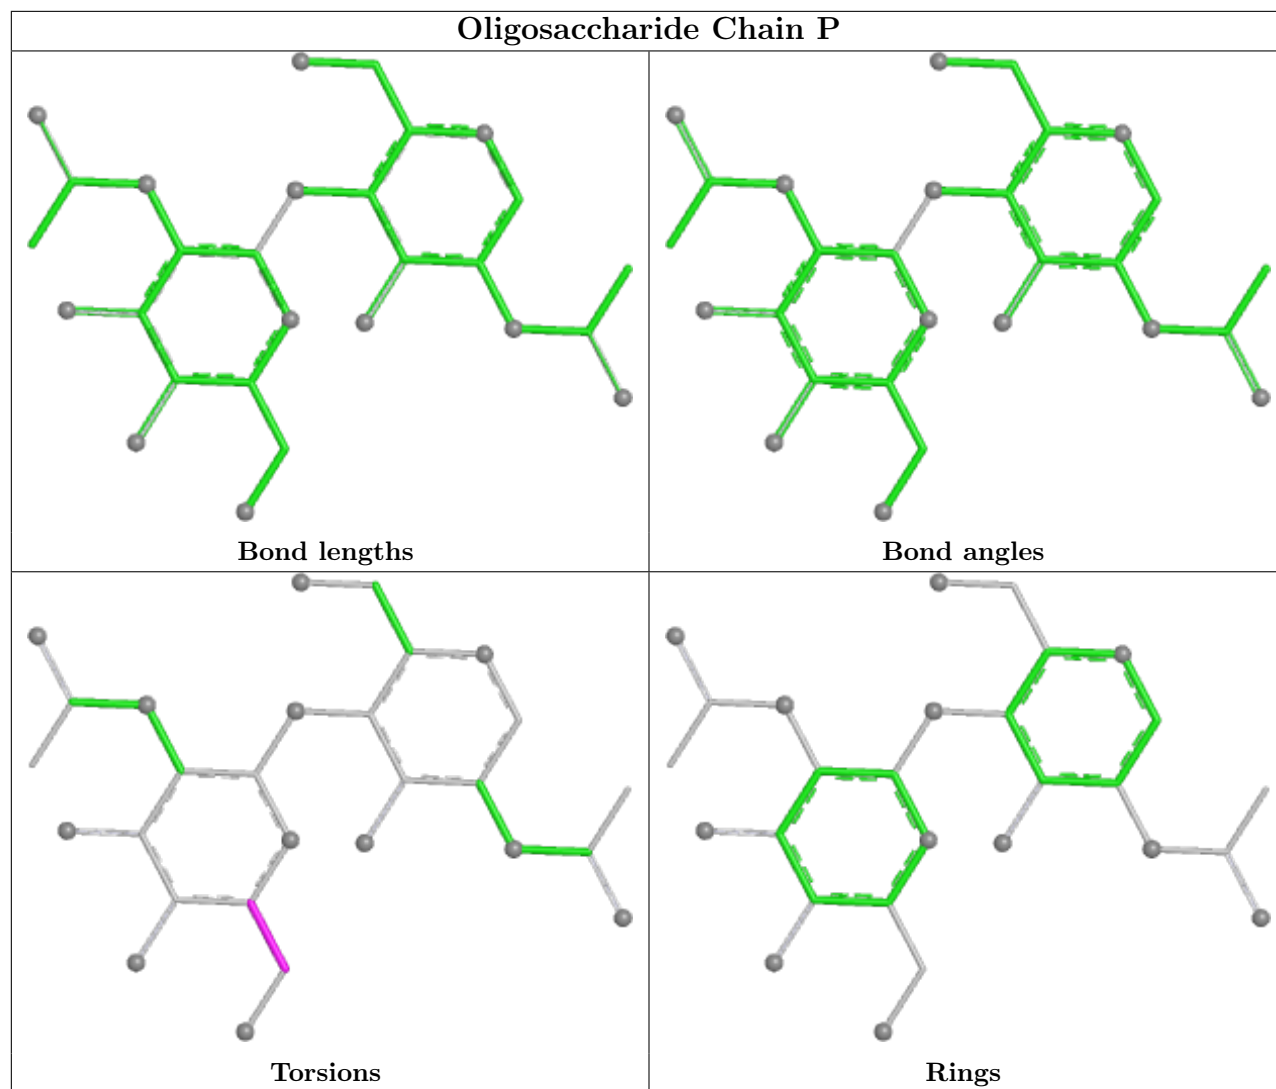 Oligosaccharide Chain P
Bond lengths
Bond angles
Torsions
Rings